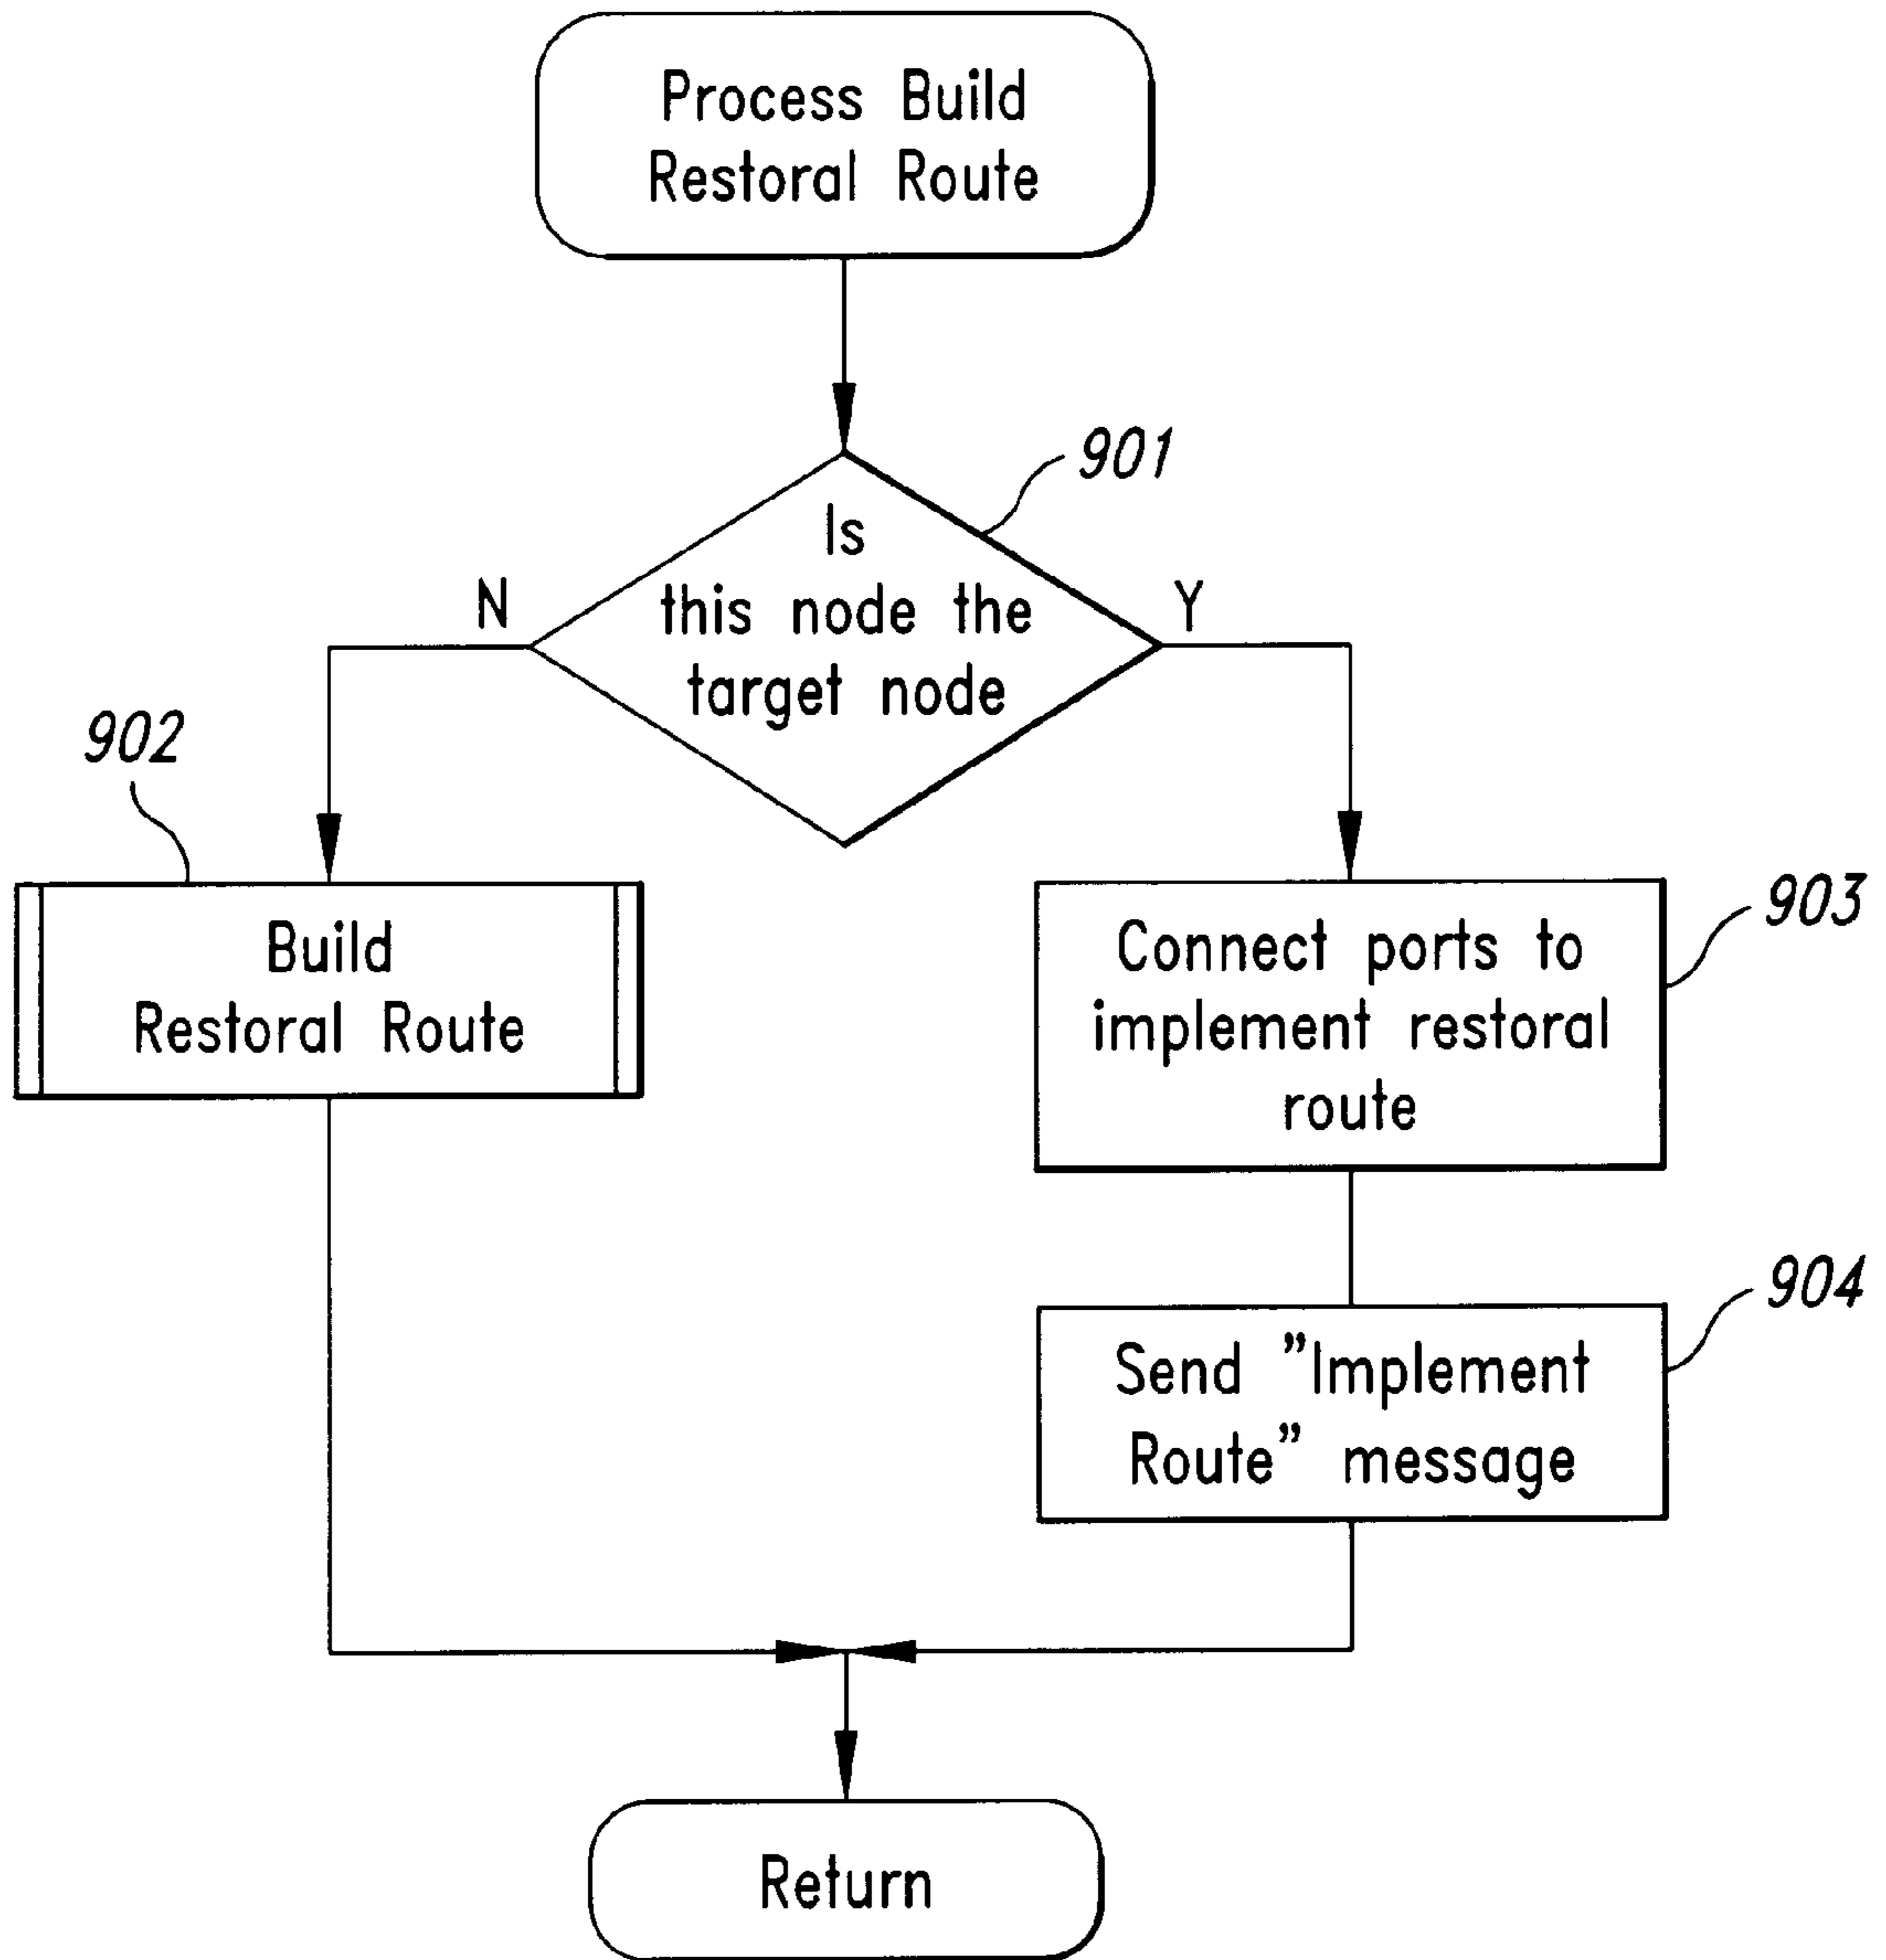 Process Build
Restoral Route
901
Is
this node the
target node
N
Y
902
Build
Restoral Route
903
Connect ports to
implement restoral
route
904
Send "Implement
Route" message
Return